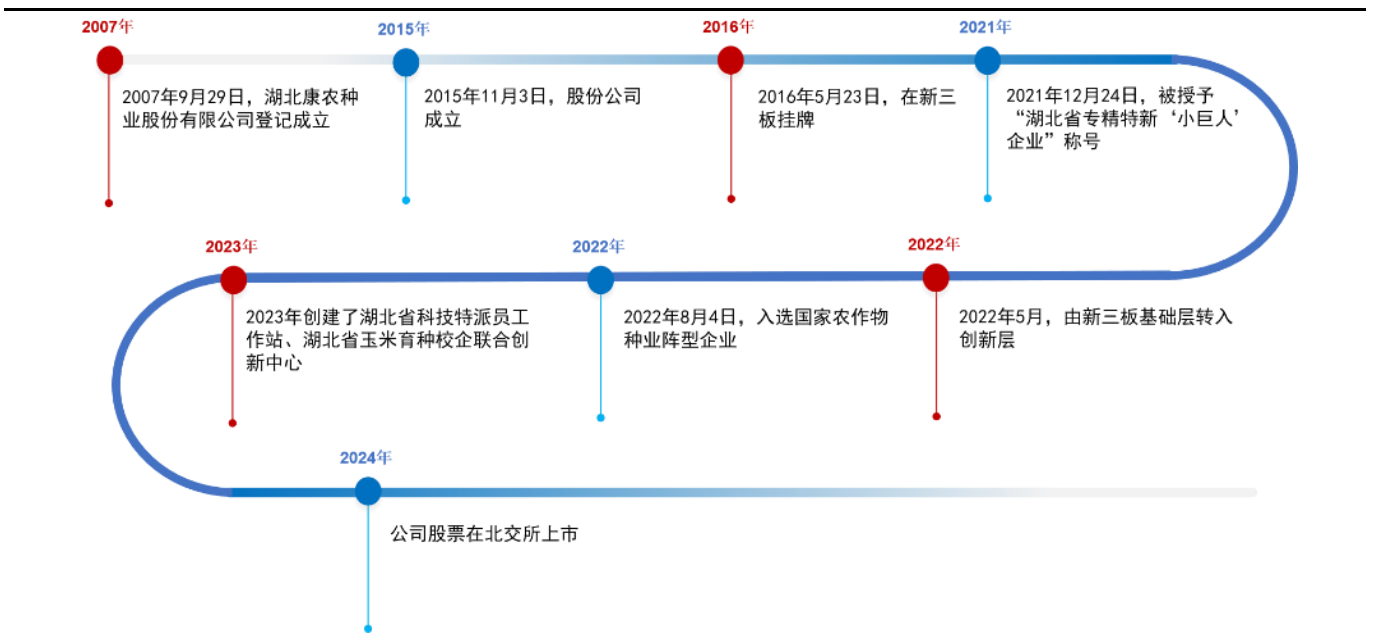 2007年
2007年9月29日，湖北康农种
业股份有限公司登记成立
2015年
2015年11月3日，股份公司
成立
2016年
2016年5月23日，在新三
板挂牌
2021年
2021年12月24日，被授予
“湖北省专精特新‘小巨人’
企业”称号
2022年
2022年5月，由新三板基础层转入
创新层
2022年
2022年8月4日，入选国家农作物
种业阵型企业
2023年
2023年创建了湖北省科技特派员工
作站、湖北省玉米育种校企联合创
新中心
2024年
公司股票在北交所上市